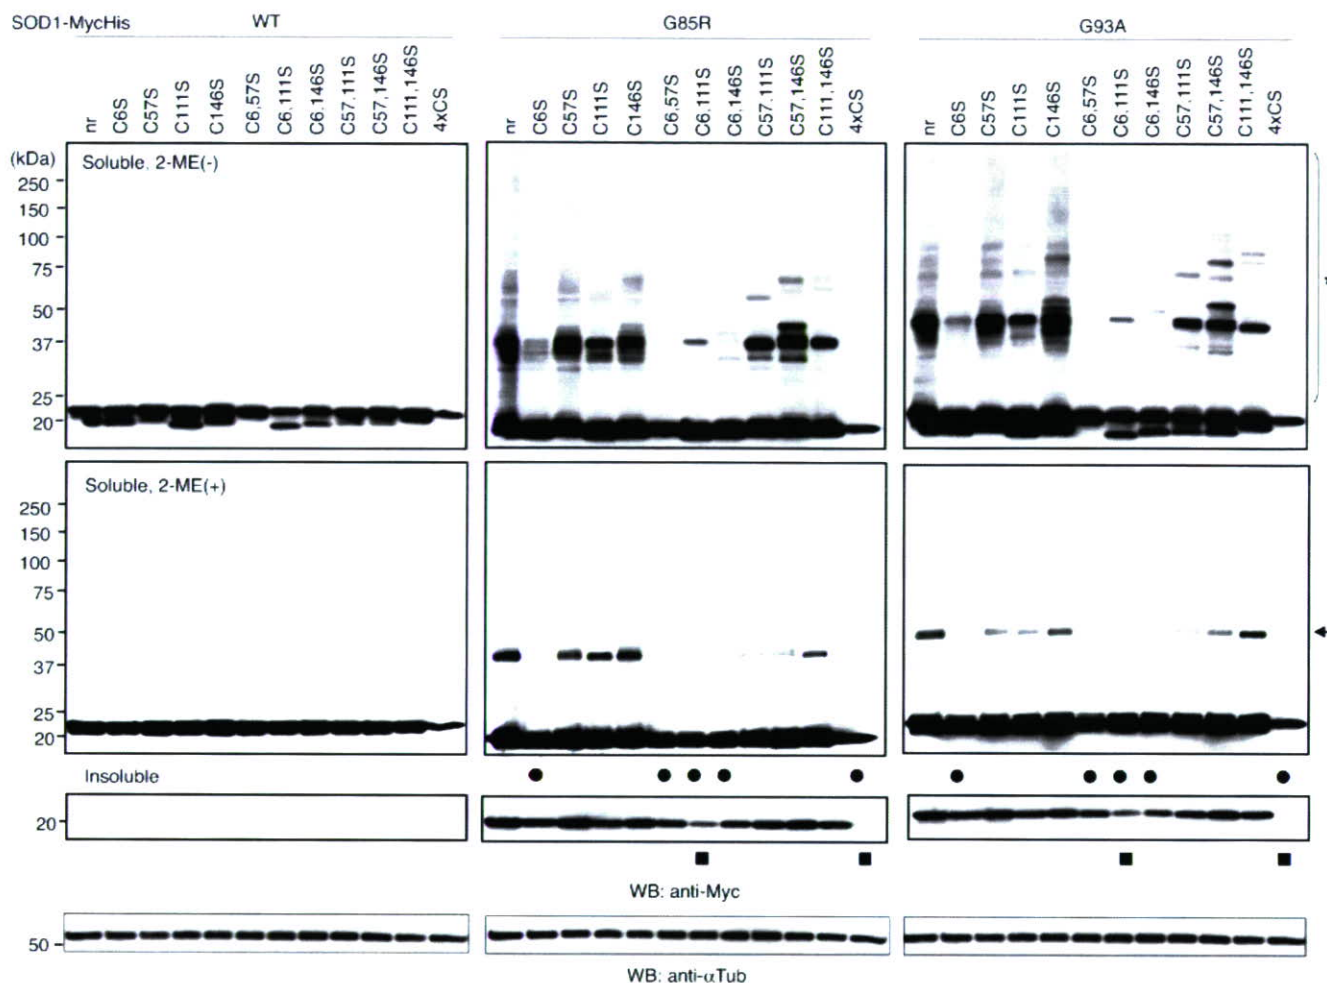 SOD1-MycHis WT G85R G93A
nr C6S C57S C111S C146S C6,57S C6,111S C6,146S C57,111S C57,146S C111,146S 4xCS
nr C6S C57S C111S C146S C6,57S C6,111S C6,146S C57,111S C57,146S C111,146S 4xCS
nr C6S C57S C111S C146S C6,57S C6,111S C6,146S C57,111S C57,146S C111,146S 4xCS
(kDa)
Soluble, 2-ME(-)
250
150
100
75
50
37
25
20
*
Soluble, 2-ME(+)
250
150
100
75
50
37
25
20
Insoluble
20
WB: anti-Myc
50
WB: anti-αTub